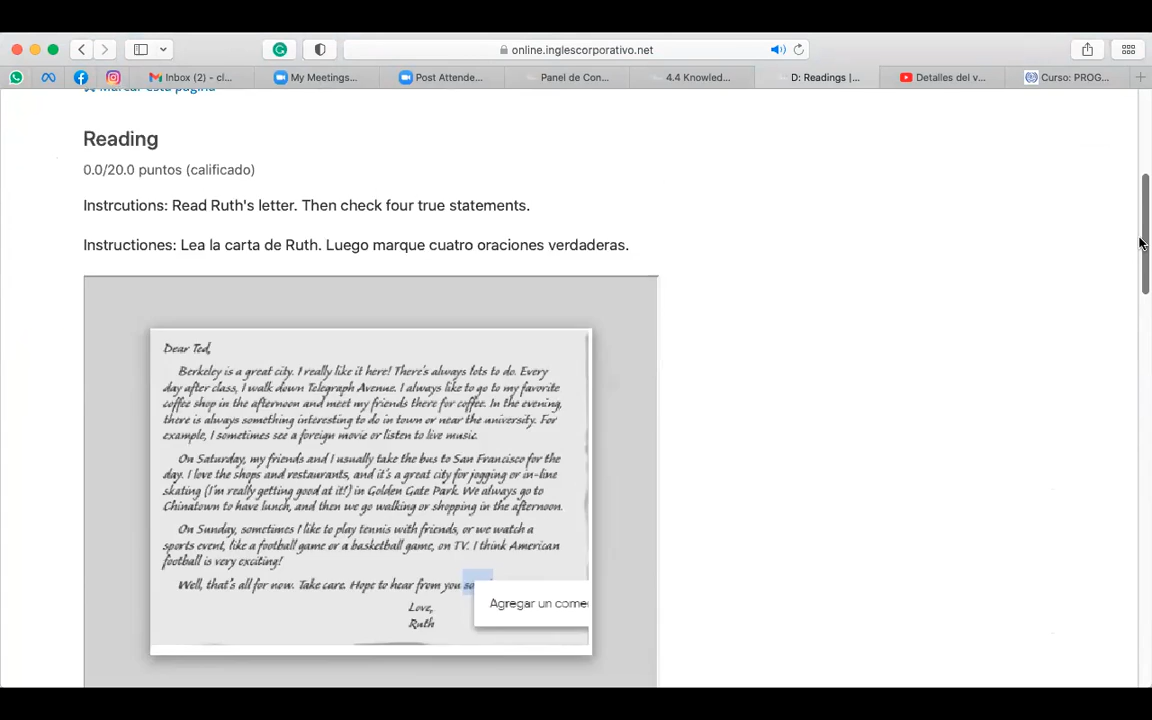 online.inglescorporativo.net
Inbox (2) - cl...
My Meetings...
Post Attende...
Panel de Con...
4.4 Knowled...
D: Readings |...
Detalles del v...
Curso: PROG...
Marcar esta página
Reading
0.0/20.0 puntos (calificado)
Instrcutions: Read Ruth's letter. Then check four true statements.
Instructiones: Lea la carta de Ruth. Luego marque cuatro oraciones verdaderas.
Dear Ted,
Berkeley is a great city. I really like it here! There's always lots to do. Every
day after class, I walk down Telegraph Avenue. I always like to go to my favorite
coffee shop in the afternoon and meet my friends there for coffee. In the evening,
there is always something interesting to do in town or near the university. For
example, I sometimes see a foreign movie or listen to live music.
On Saturday, my friends and I usually take the bus to San Francisco for the
day. I love the shops and restaurants, and it's a great city for jogging or in-line
skating (I'm really getting good at it!) in Golden Gate Park. We always go to
Chinatown to have lunch, and then we go walking or shopping in the afternoon.
On Sunday, sometimes I like to play tennis with friends, or we watch a
sports event, like a football game or a basketball game, on TV. I think American
football is very exciting!
Well, that's all for now. Take care. Hope to hear from you so
Agregar un comer
Love,
Ruth